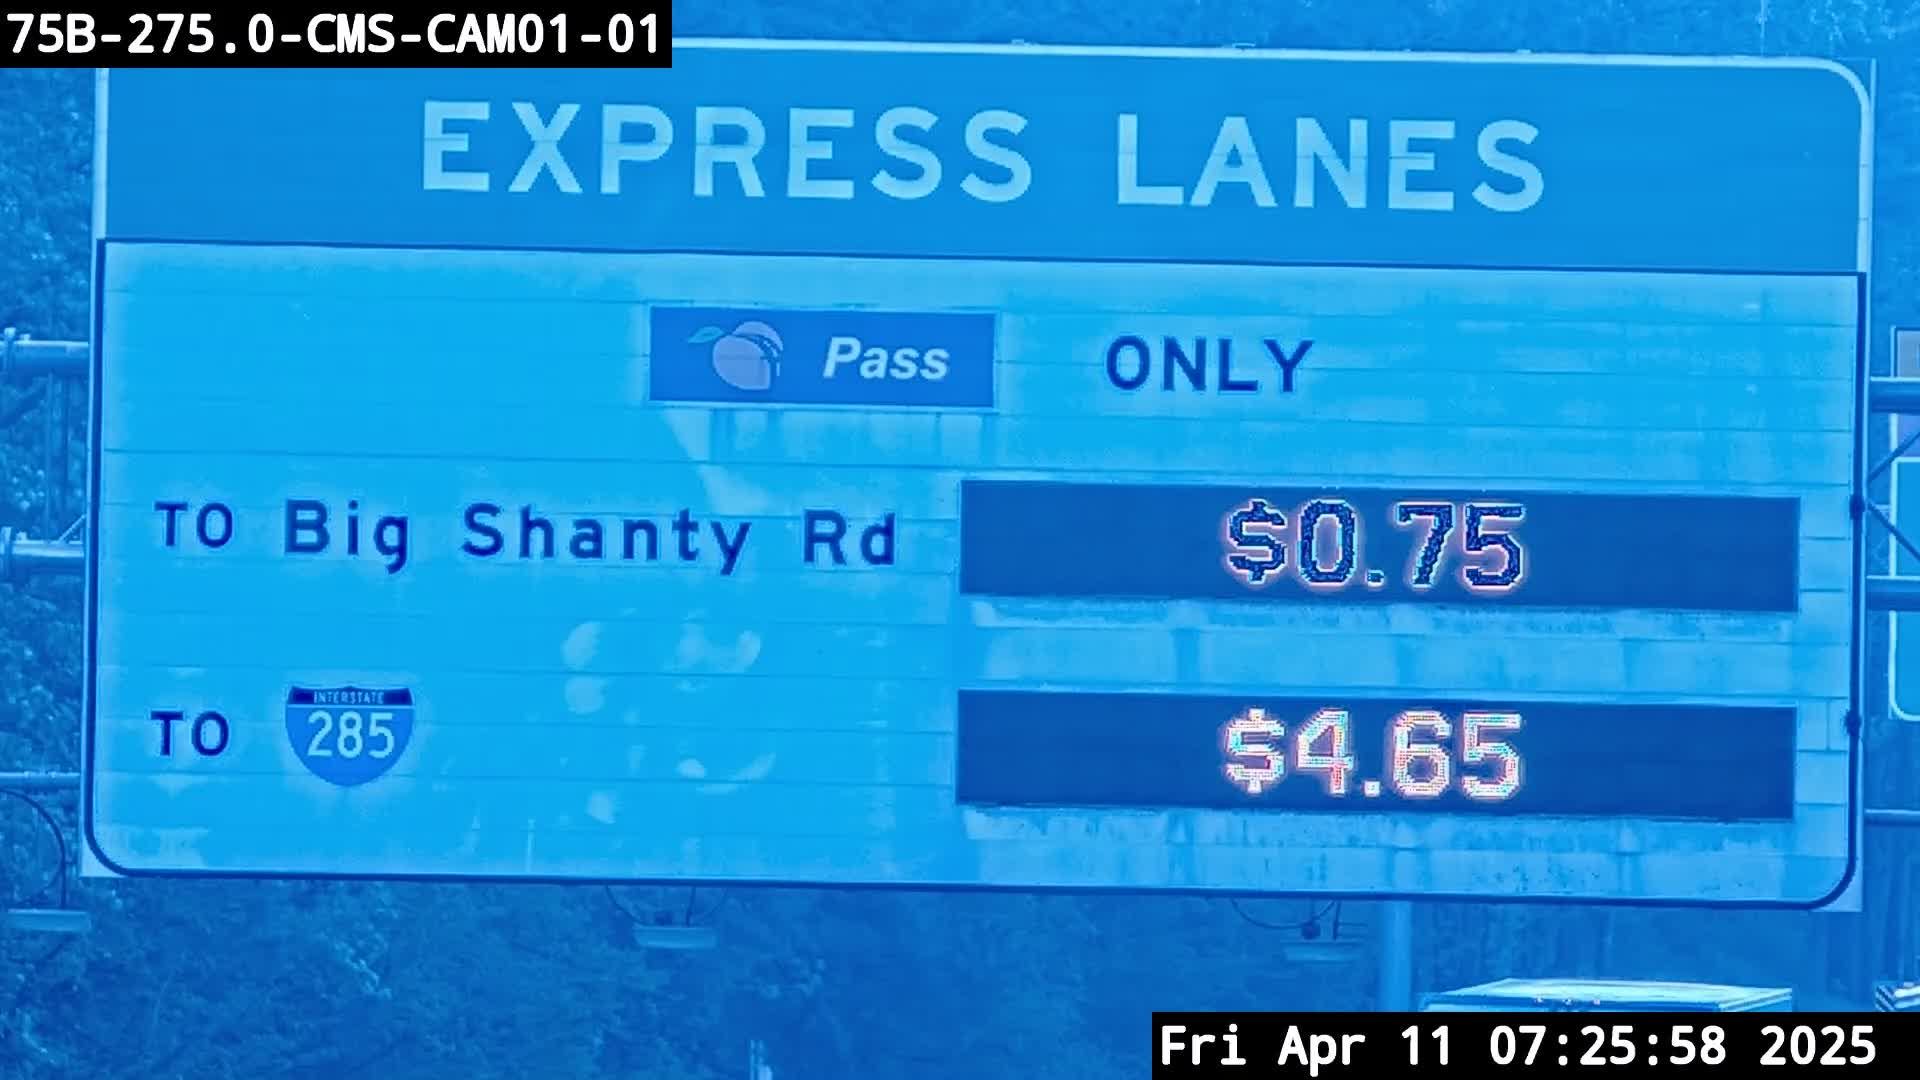 75B-275.0-CMS-CAM01-01
EXPRESS LANES
Pass ONLY
TO Big Shanty Rd $0.75
TO INTERSTATE 285 $4.65
Fri Apr 11 07:25:58 2025